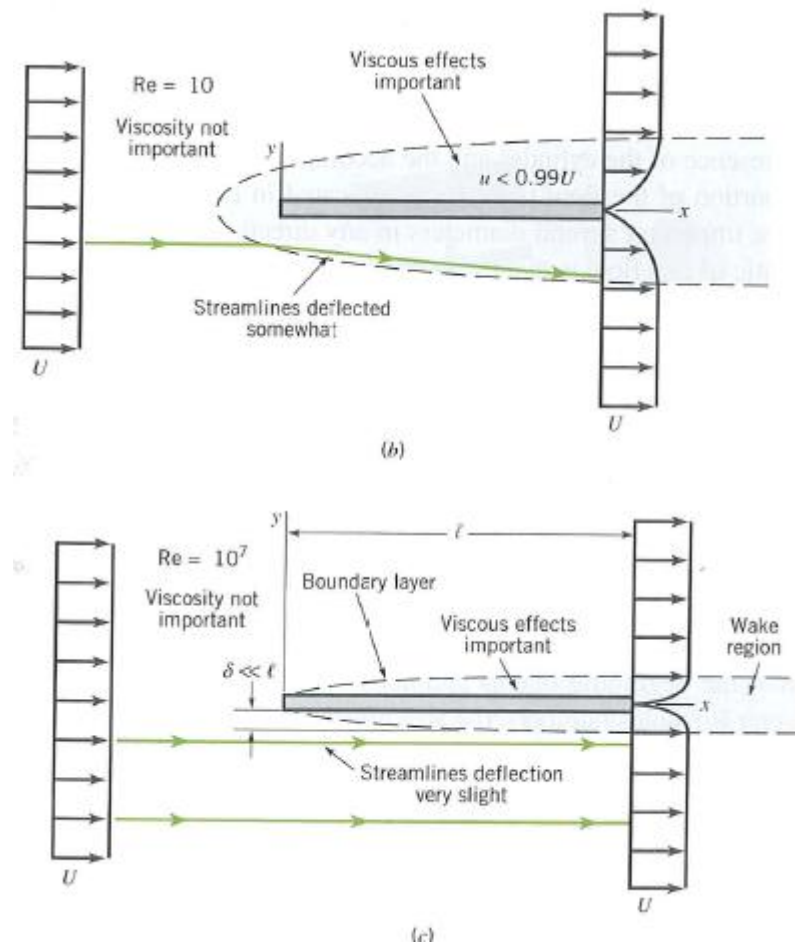 Viscous effects
important
Re = 10
Viscosity not
important
y
u < 0.99U
x
Streamlines deflected
somewhat
U
U
(b)
y
ℓ
Re = 10⁷
Boundary layer
Viscosity not
important
Viscous effects
important
Wake
region
δ ≪ ℓ
x
Streamlines deflection
very slight
U
U
(c)